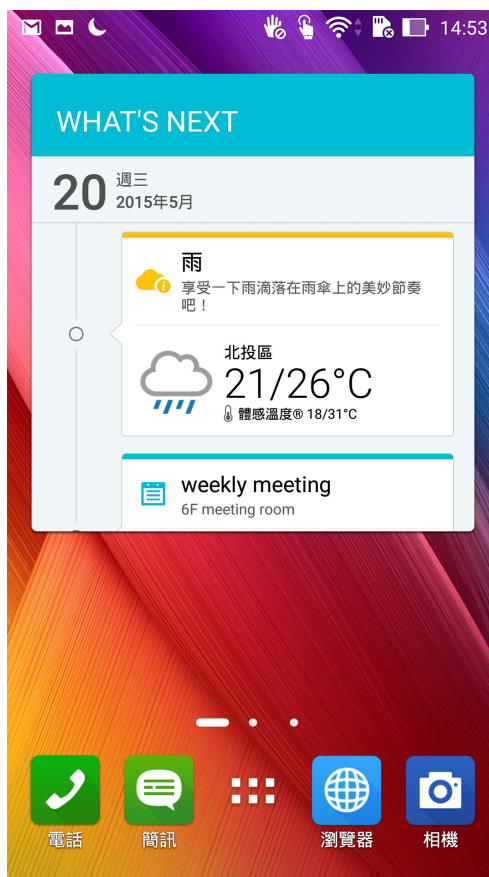 14:53
WHAT'S NEXT
20
週三
2015年5月
雨
享受一下雨滴落在雨傘上的美妙節奏
吧！
北投區
21/26°C
體感溫度® 18/31°C
weekly meeting
6F meeting room
電話
簡訊
瀏覽器
相機